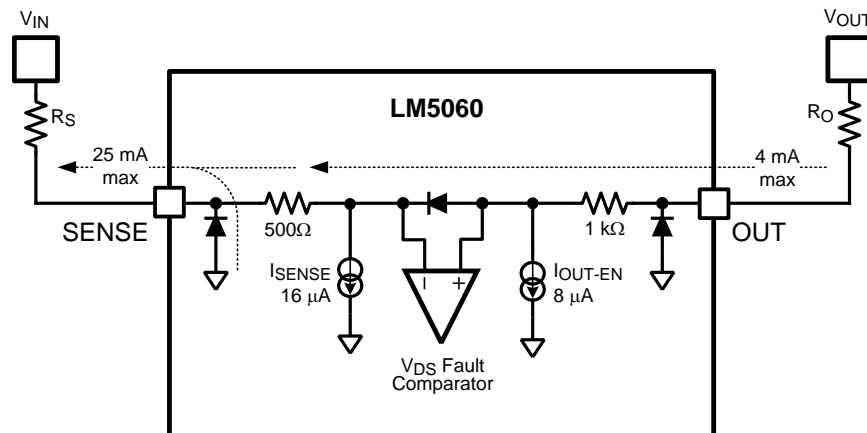 VIN
VOUT
RS
LM5060
RO
25 mA
max
4 mA
max
SENSE
500Ω
1 kΩ
OUT
ISENSE
16 μA
IOUT-EN
8 μA
VDS Fault
Comparator